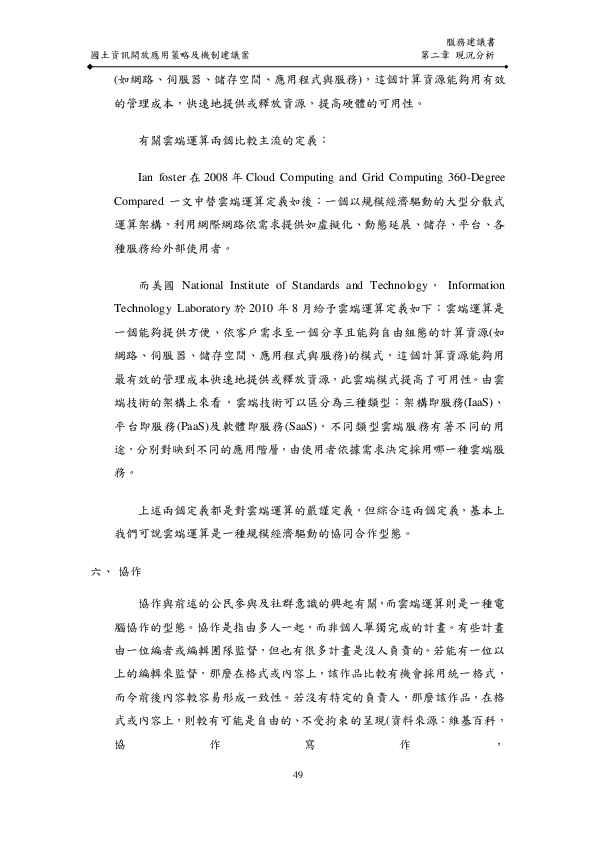 服務建議書
國土資訊開放應用策略及機制建議案 第二章 現況分析
(如網路、伺服器、儲存空間、應用程式與服務)，這個計算資源能夠用有效
的管理成本，快速地提供或釋放資源，提高硬體的可用性。
有關雲端運算兩個比較主流的定義：
Ian foster 在 2008 年 Cloud Computing and Grid Computing 360-Degree
Compared 一文中替雲端運算定義如後：一個以規模經濟驅動的大型分散式
運算架構，利用網際網路依需求提供如虛擬化、動態延展、儲存、平台、各
種服務給外部使用者。
而美國 National Institute of Standards and Technology， Information
Technology Laboratory 於 2010 年 8 月給予雲端運算定義如下：雲端運算是
一個能夠提供方便、依客戶需求至一個分享且能夠自由組態的計算資源(如
網路、伺服器、儲存空間、應用程式與服務)的模式，這個計算資源能夠用
最有效的管理成本快速地提供或釋放資源，此雲端模式提高了可用性。由雲
端技術的架構上來看，雲端技術可以區分為三種類型：架構即服務(IaaS)、
平台即服務(PaaS)及軟體即服務(SaaS)，不同類型雲端服務有著不同的用
途，分別對映到不同的應用階層，由使用者依據需求決定採用哪一種雲端服
務。
上述兩個定義都是對雲端運算的嚴謹定義，但綜合這兩個定義，基本上
我們可說雲端運算是一種規模經濟驅動的協同合作型態。
六、 協作
協作與前述的公民參與及社群意識的興起有關，而雲端運算則是一種電
腦協作的型態。協作是指由多人一起，而非個人單獨完成的計畫。有些計畫
由一位編者或編輯團隊監督，但也有很多計畫是沒人負責的。若能有一位以
上的編輯來監督，那麼在格式或內容上，該作品比較有機會採用統一格式，
而令前後內容較容易形成一致性。若沒有特定的負責人，那麼該作品，在格
式或內容上，則較有可能是自由的、不受拘束的呈現(資料來源：維基百科，
協 作 寫 作 ，
49